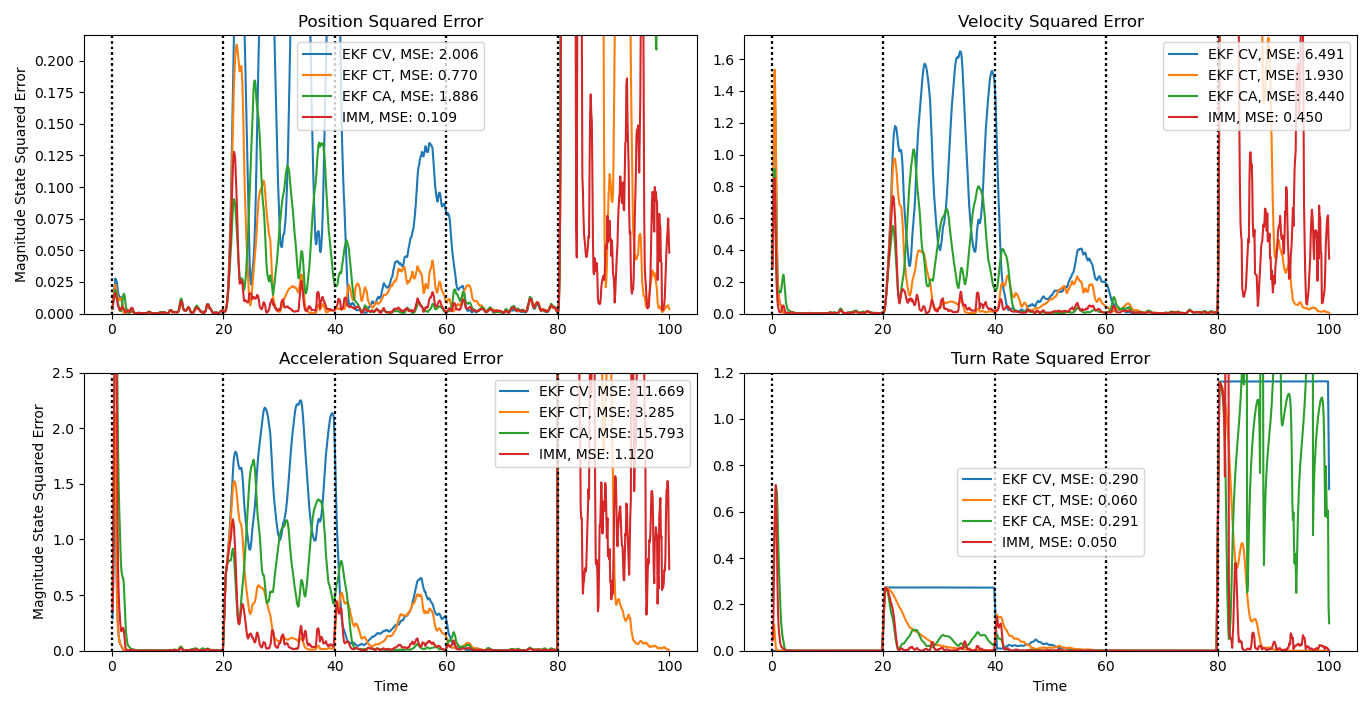 Position Squared Error
Magnitude State Squared Error
0.200
0.175
0.150
0.125
0.100
0.075
0.050
0.025
0.000
EKF CV, MSE: 2.006
EKF CT, MSE: 0.770
EKF CA, MSE: 1.886
IMM, MSE: 0.109
0 20 40 60 80 100
Velocity Squared Error
1.6
1.4
1.2
1.0
0.8
0.6
0.4
0.2
0.0
EKF CV, MSE: 6.491
EKF CT, MSE: 1.930
EKF CA, MSE: 8.440
IMM, MSE: 0.450
0 20 40 60 80 100
Acceleration Squared Error
Magnitude State Squared Error
2.5
2.0
1.5
1.0
0.5
0.0
EKF CV, MSE: 11.669
EKF CT, MSE: 3.285
EKF CA, MSE: 15.793
IMM, MSE: 1.120
0 20 40 60 80 100
Time
Turn Rate Squared Error
1.2
1.0
0.8
0.6
0.4
0.2
0.0
EKF CV, MSE: 0.290
EKF CT, MSE: 0.060
EKF CA, MSE: 0.291
IMM, MSE: 0.050
0 20 40 60 80 100
Time